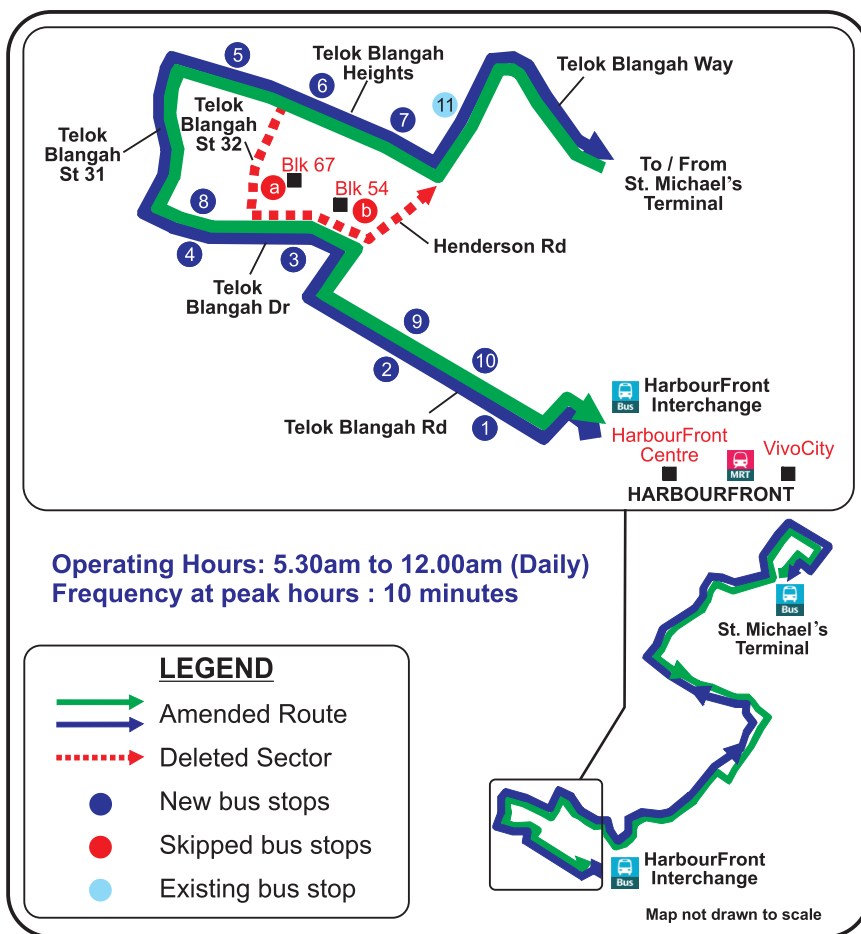 5
6
Telok Blangah
Heights
7
11
Telok Blangah Way
Telok
Blangah
St 32
Telok
Blangah
St 31
Blk 67
a
Blk 54
b
To / From
St. Michael's
Terminal
8
Henderson Rd
4
3
Telok
Blangah Dr
9
2
10
Telok Blangah Rd
1
Bus
HarbourFront
Interchange
HarbourFront
Centre
MRT
VivoCity
HARBOURFRONT
Operating Hours: 5.30am to 12.00am (Daily)
Frequency at peak hours : 10 minutes
Bus
St. Michael's
Terminal
LEGEND
Amended Route
Deleted Sector
New bus stops
Skipped bus stops
Existing bus stop
Bus
HarbourFront
Interchange
Map not drawn to scale